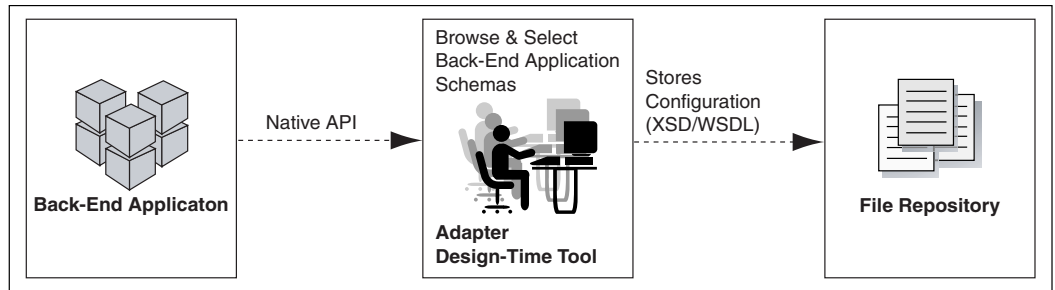 Back-End Applicaton
Native API
Browse & Select
Back-End Application
Schemas
Adapter
Design-Time Tool
Stores
Configuration
(XSD/WSDL)
File Repository